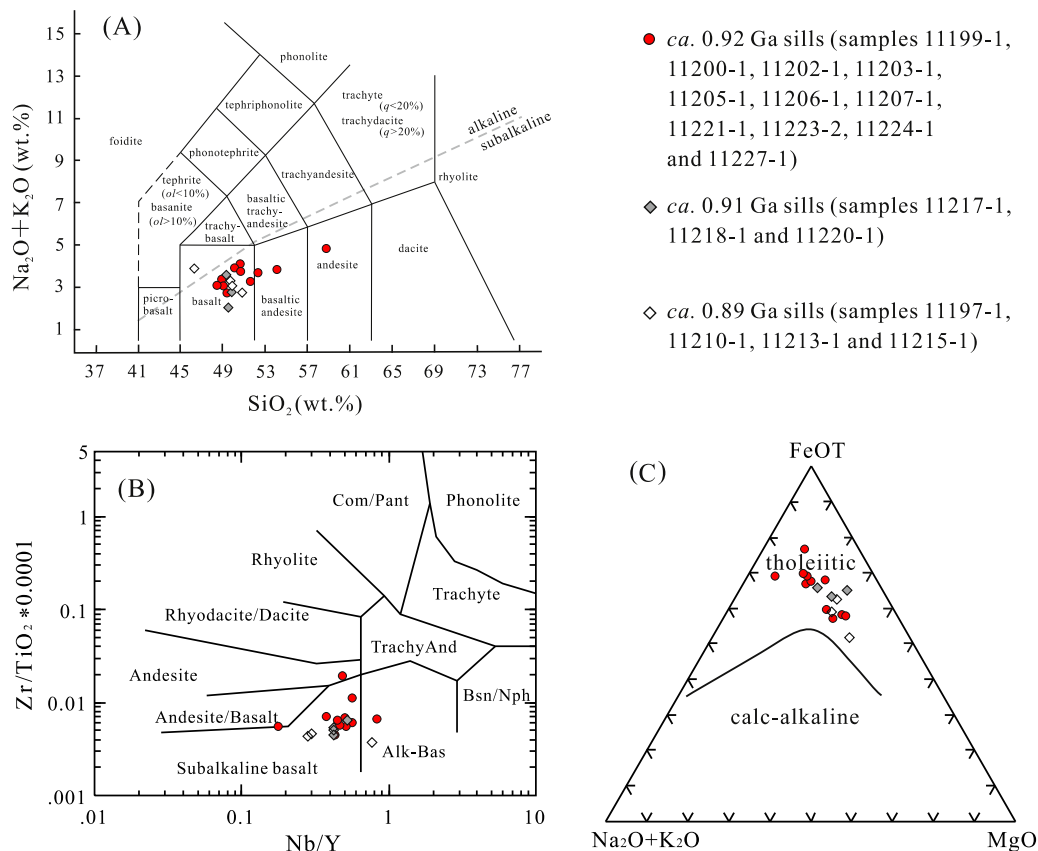 (A)
15
13
11
9
7
5
3
1
Na₂O+K₂O (wt.%)
37
41
45
49
53
57
61
65
69
73
77
SiO₂(wt.%)
phonolite
tephriphonolite
trachyte
(q<20%)
trachydacite
(q>20%)
alkaline
subalkaline
foidite
phonotephrite
tephrite
(ol<10%)
basanite
(ol>10%)
trachyandesite
rhyolite
basaltic
trachy-
andesite
trachy-
basalt
dacite
andesite
picro-
basalt
basalt
basaltic
andesite
ca. 0.92 Ga sills (samples 11199-1,
11200-1, 11202-1, 11203-1,
11205-1, 11206-1, 11207-1,
11221-1, 11223-2, 11224-1
and 11227-1)
ca. 0.91 Ga sills (samples 11217-1,
11218-1 and 11220-1)
ca. 0.89 Ga sills (samples 11197-1,
11210-1, 11213-1 and 11215-1)
(B)
5
1
0.1
0.01
.001
Zr/TiO₂*0.0001
.01
0.1
1
10
Nb/Y
Com/Pant
Phonolite
Rhyolite
Trachyte
Rhyodacite/Dacite
TrachyAnd
Andesite
Bsn/Nph
Andesite/Basalt
Alk-Bas
Subalkaline basalt
(C)
FeOT
tholeiitic
calc-alkaline
Na₂O+K₂O
MgO